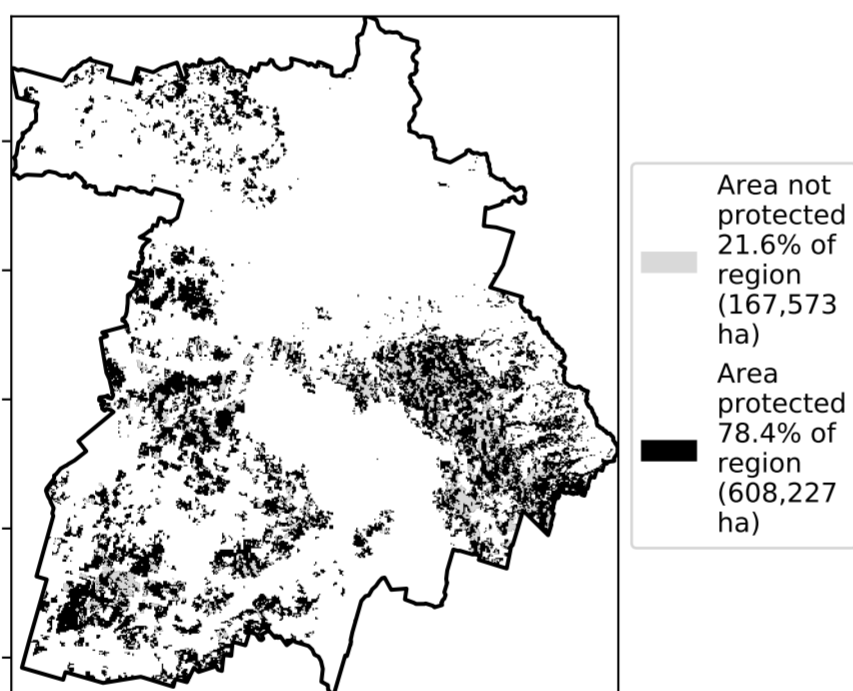 Area not
protected
21.6% of
region
(167,573
ha)
Area
protected
78.4% of
region
(608,227
ha)